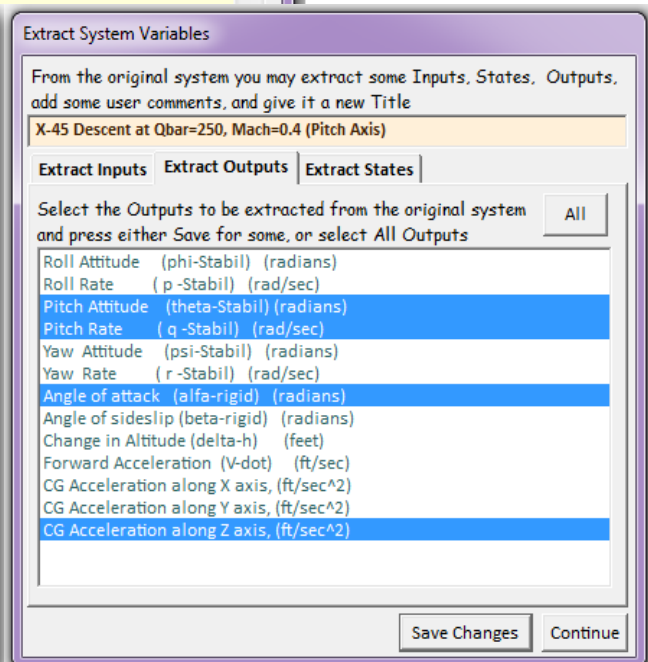 Extract System Variables
From the original system you may extract some Inputs, States, Outputs,
add some user comments, and give it a new Title
X-45 Descent at Qbar=250, Mach=0.4 (Pitch Axis)
Extract Inputs Extract Outputs Extract States
Select the Outputs to be extracted from the original system
and press either Save for some, or select All Outputs
All
Roll Attitude (phi-Stabil) (radians)
Roll Rate ( p -Stabil) (rad/sec)
Pitch Attitude (theta-Stabil) (radians)
Pitch Rate ( q -Stabil) (rad/sec)
Yaw Attitude (psi-Stabil) (radians)
Yaw Rate ( r -Stabil) (rad/sec)
Angle of attack (alfa-rigid) (radians)
Angle of sideslip (beta-rigid) (radians)
Change in Altitude (delta-h) (feet)
Forward Acceleration (V-dot) (ft/sec)
CG Acceleration along X axis, (ft/sec^2)
CG Acceleration along Y axis, (ft/sec^2)
CG Acceleration along Z axis, (ft/sec^2)
Save Changes Continue